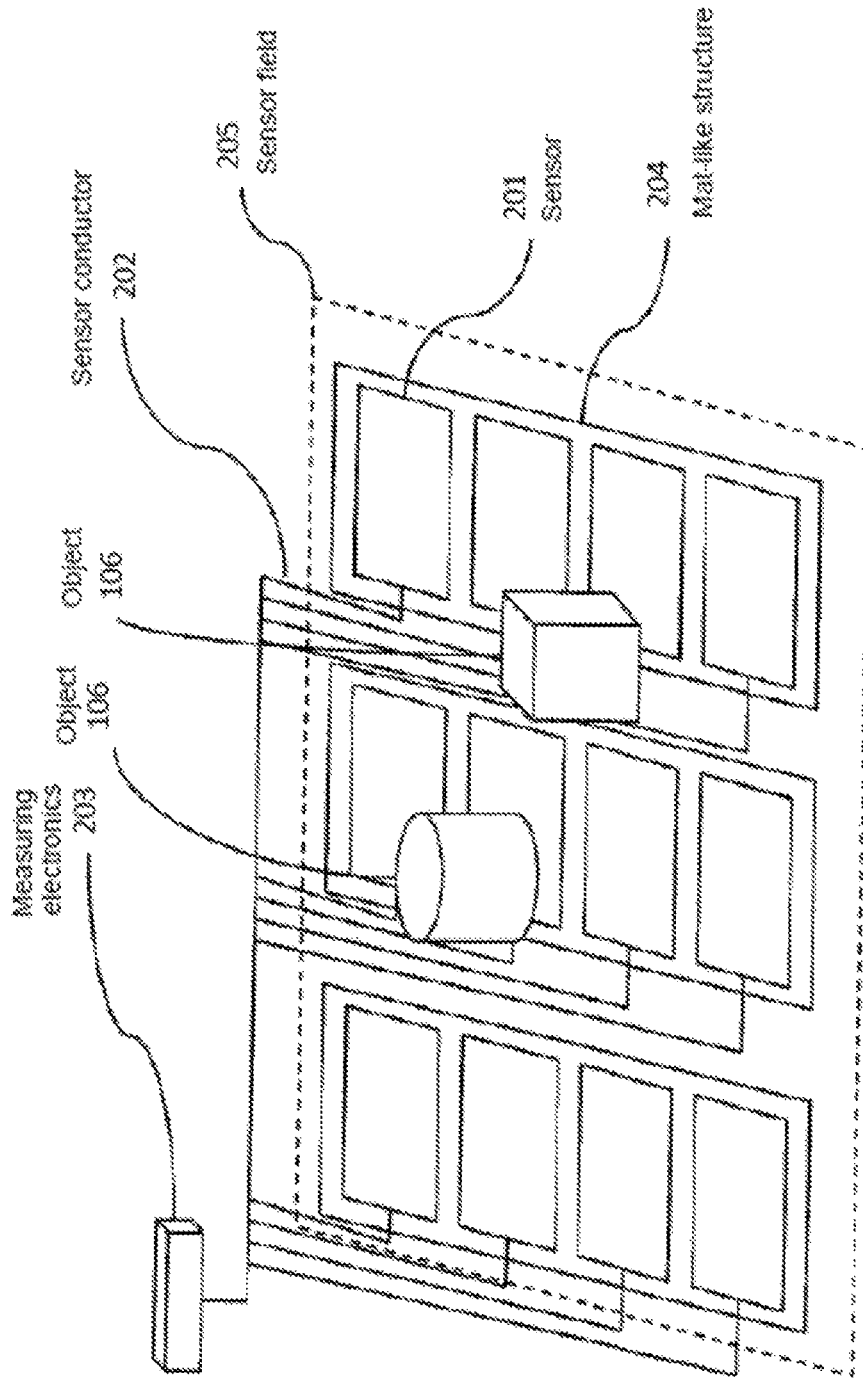 Measuring
electronics
203
Object
106
Object
106
Sensor conductor
202
205
Sensor field
201
Sensor
204
Mat-like structure